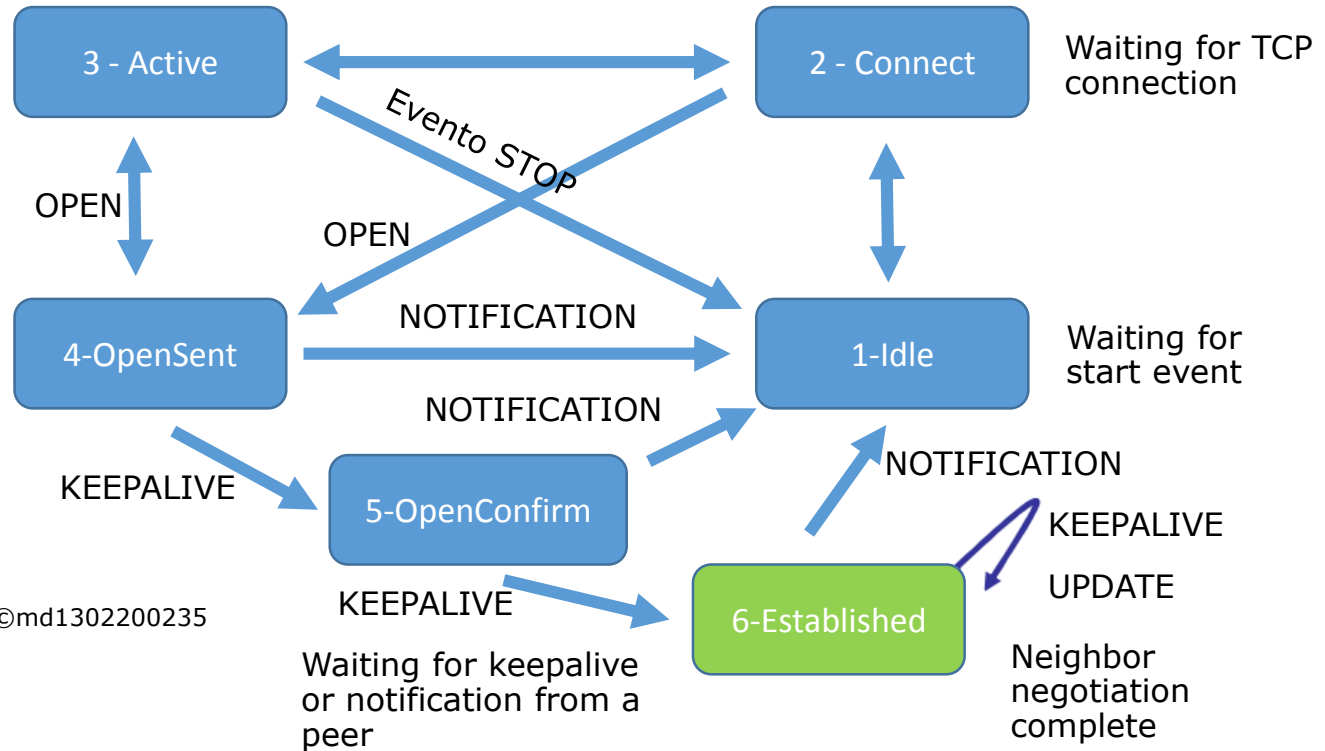 3 - Active
2 - Connect
Waiting for TCP
connection
Evento STOP
OPEN
OPEN
NOTIFICATION
4-OpenSent
1-Idle
Waiting for
start event
NOTIFICATION
KEEPALIVE
5-OpenConfirm
NOTIFICATION
KEEPALIVE
UPDATE
KEEPALIVE
6-Established
©md1302200235
Waiting for keepalive
or notification from a
peer
Neighbor
negotiation
complete